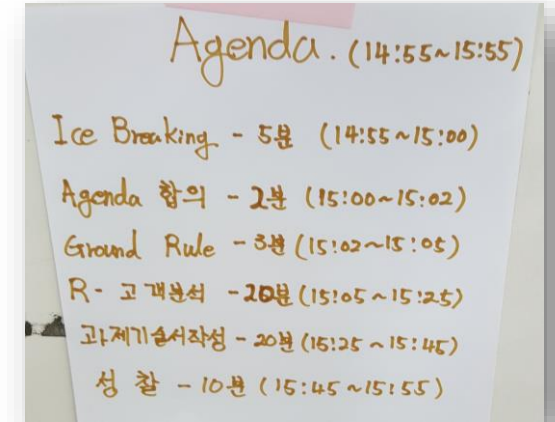 Agenda. (14:55~15:55)
Ice Breaking - 5분 (14:55~15:00)
Agenda 합의 - 2분 (15:00~15:02)
Ground Rule - 3분 (15:02~15:05)
R- 고객분석 - 20분 (15:05~15:25)
과제기술서작성 - 20분 (15:25~15:45)
성찰 - 10분 (15:45~15:55)